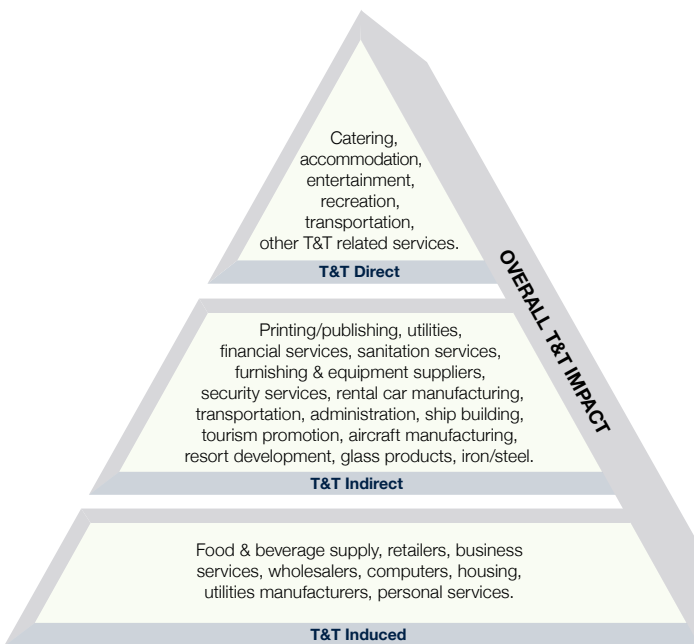 Catering,
accommodation,
entertainment,
recreation,
transportation,
other T&T related services.
T&T Direct
OVERALL T&T IMPACT
Printing/publishing, utilities,
financial services, sanitation services,
furnishing & equipment suppliers,
security services, rental car manufacturing,
transportation, administration, ship building,
tourism promotion, aircraft manufacturing,
resort development, glass products, iron/steel.
T&T Indirect
Food & beverage supply, retailers, business
services, wholesalers, computers, housing,
utilities manufacturers, personal services.
T&T Induced